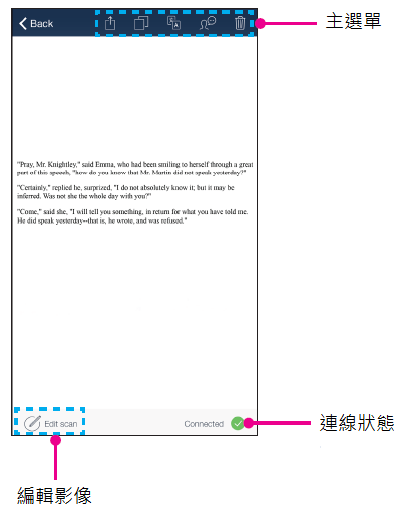 Back
主選單
"Pray, Mr. Knightley," said Emma, who had been smiling to herself through a great
part of this speech, "how do you know that Mr. Martin did not speak yesterday?"
"Certainly," replied he, surprized, "I do not absolutely know it; but it may be
inferred. Was not she the whole day with you?"
"Come," said she, "I will tell you something, in return for what you have told me.
He did speak yesterday--that is, he wrote, and was refused."
Edit scan
Connected
連線狀態
編輯影像